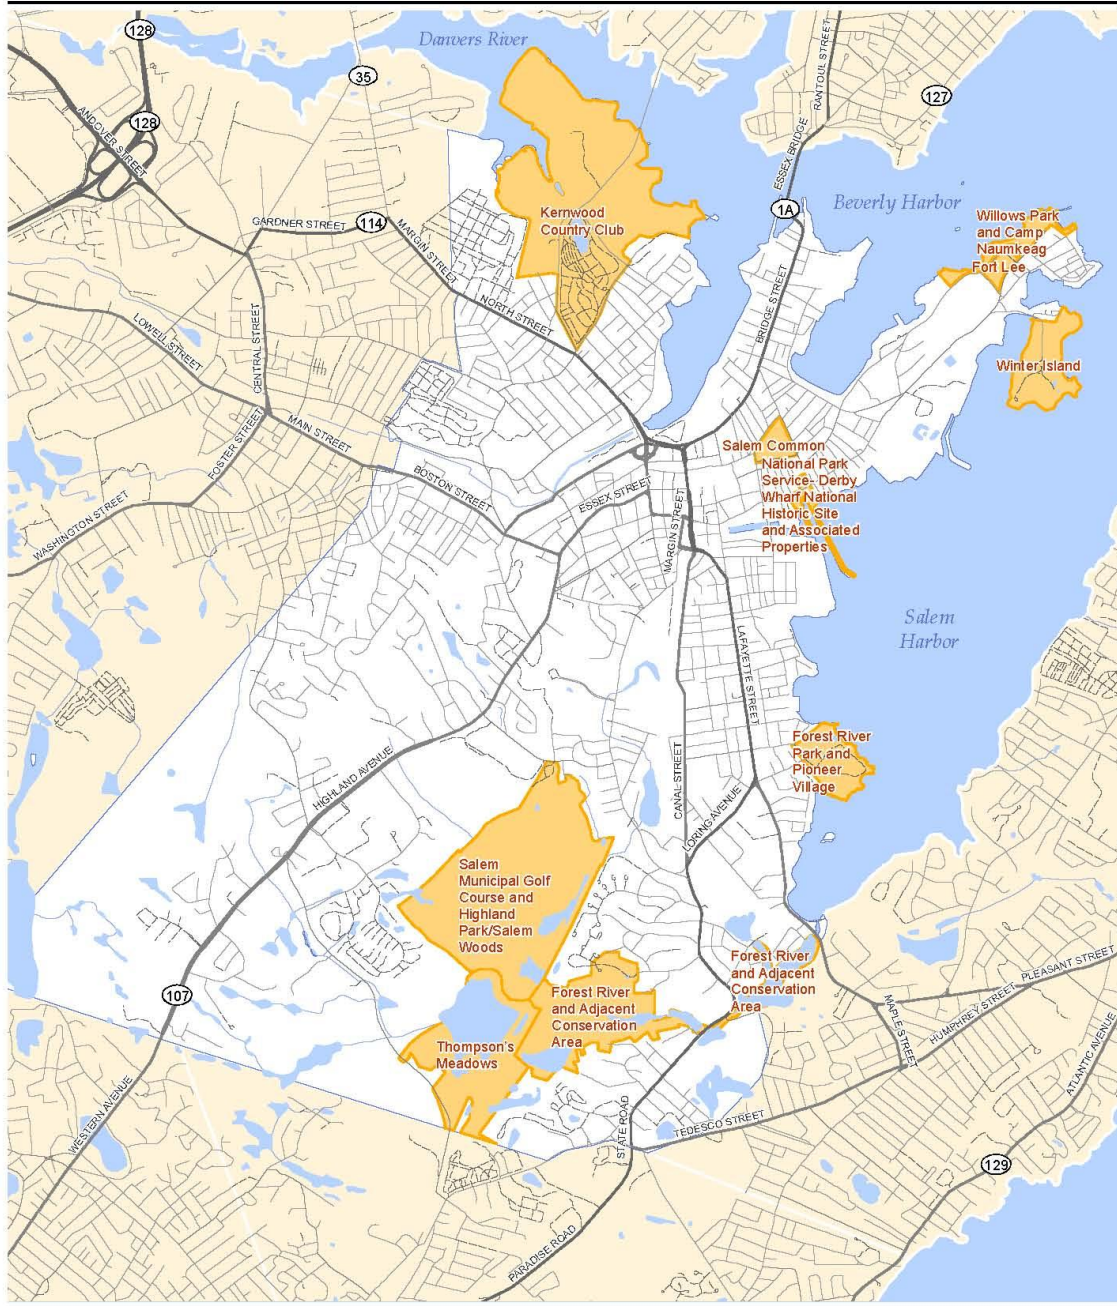 128
Danvers River
RANTOUL STREET
35
127
ANDOVER STREET
128
ESSEX BRIDGE
Beverly Harbor
1A
Kernwood
Country Club
Willows Park
and Camp
Naumkeag
Fort Lee
GARDNER STREET
114
MARGIN STREET
NORTH STREET
BRIDGE STREET
LOWELL STREET
CENTRAL STREET
Winter Island
FOSTER STREET
MAIN STREET
Salem Common
National Park
Service- Derby
Wharf National
Historic Site
and Associated
Properties
BOSTON STREET
ESSEX STREET
MARGIN STREET
WASHINGTON STREET
Salem
Harbor
LAFAYETTE STREET
Forest River
Park and
Pioneer
Village
HIGHLAND AVENUE
CANAL STREET
LORING AVENUE
Salem
Municipal Golf
Course and
Highland
Park/Salem
Woods
Forest River
and Adjacent
Conservation
Area
PLEASANT STREET
107
Forest River
and Adjacent
Conservation
Area
MAPLE STREET
HUMPHREY STREET
Thompson's
Meadows
ATLANTIC AVENUE
WESTERN AVENUE
STATE ROAD
TEDESCO STREET
129
PARADISE ROAD